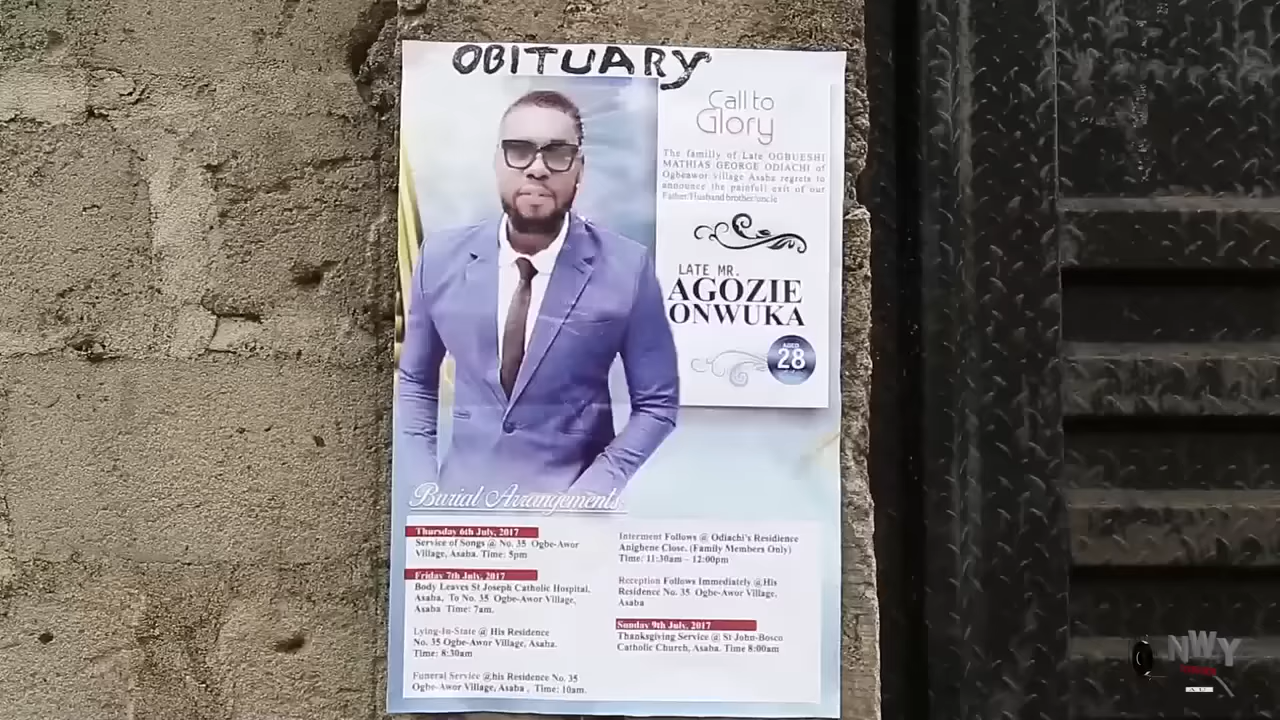 OBITUARY
Call to
Glory
The familly of Late OGBUESHI
MATHIAS GEORGE ODIACHI of
Ogbeawor village Asaba regrets to
announce the painfull exit of our
Father/Husband brother/uncle
LATE MR.
AGOZIE
ONWUKA
AGED
28
Burial Arrangements:
Thursday 6th July, 2017
Service of Songs @ No. 35 Ogbe-Awor
Village, Asaba. Time: 5pm
Friday 7th July, 2017
Body Leaves St Joseph Catholic Hospital,
Asaba, To No. 35 Ogbe-Awor Village,
Asaba Time: 7am.
Lying-In-State @ His Residence
No. 35 Ogbe-Awor Village, Asaba.
Time: 8:30am
Funeral Service @his Residence No. 35
Ogbe-Awor Village, Asaba , Time: 10am.
Interment Follows @ Odiachi's Residence
Anighene Close. (Family Members Only)
Time: 11:30am – 12:00pm
Reception Follows Immediately @His
Residence No. 35 Ogbe-Awor Village,
Asaba
Sunday 9th July, 2017
Thanksgiving Service @ St John-Bosco
Catholic Church, Asaba. Time 8:00am
NWY